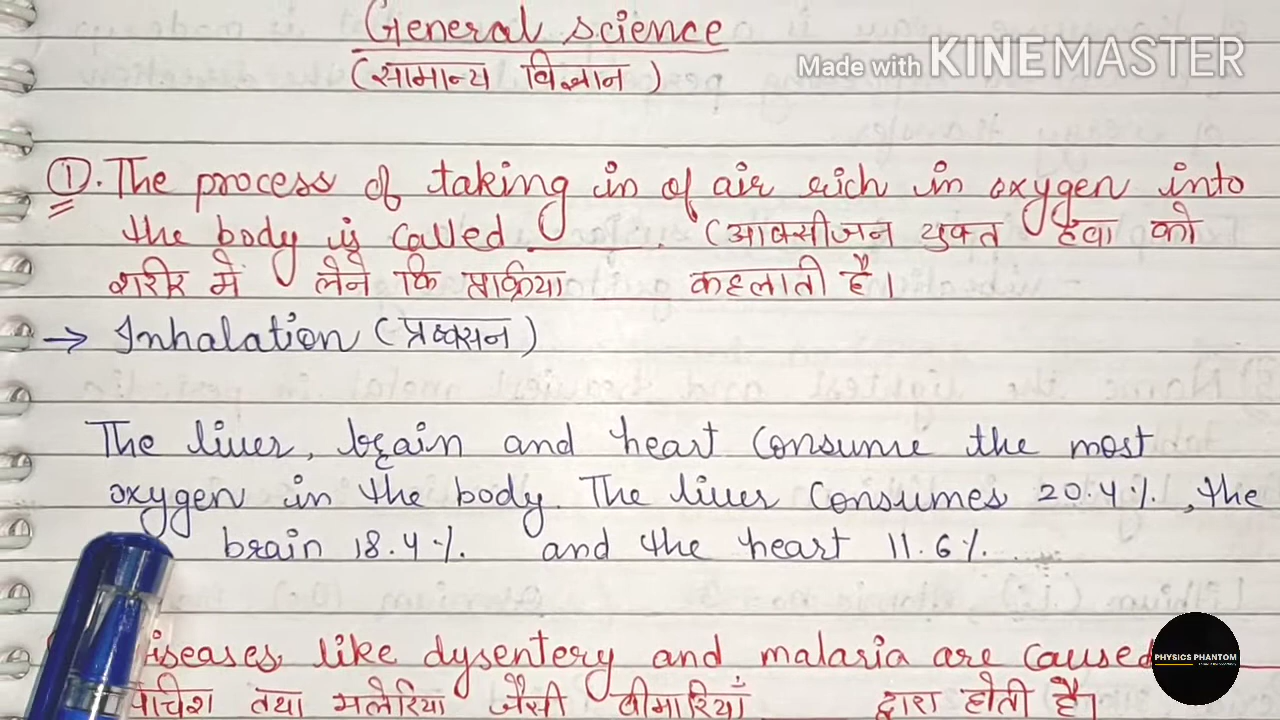 General science
(सामान्य विज्ञान)
Made with KINEMASTER
①. The process of taking in of air rich in oxygen into
the body is called ______. (आक्सीजन युक्त हवा को
शरीर में लेने कि प्रक्रिया ____ कहलाती है।
→ Inhalation (प्रश्वसन)
The liver, brain and heart consume the most
oxygen in the body. The liver consumes 20.4%, the
brain 18.4% and the heart 11.6%.
iseases like dysentery and malaria are caused
पेचिश तथा मलेरिया जैसी बीमारियाँ ____ द्वारा होती है।
PHYSICS PHANTOM